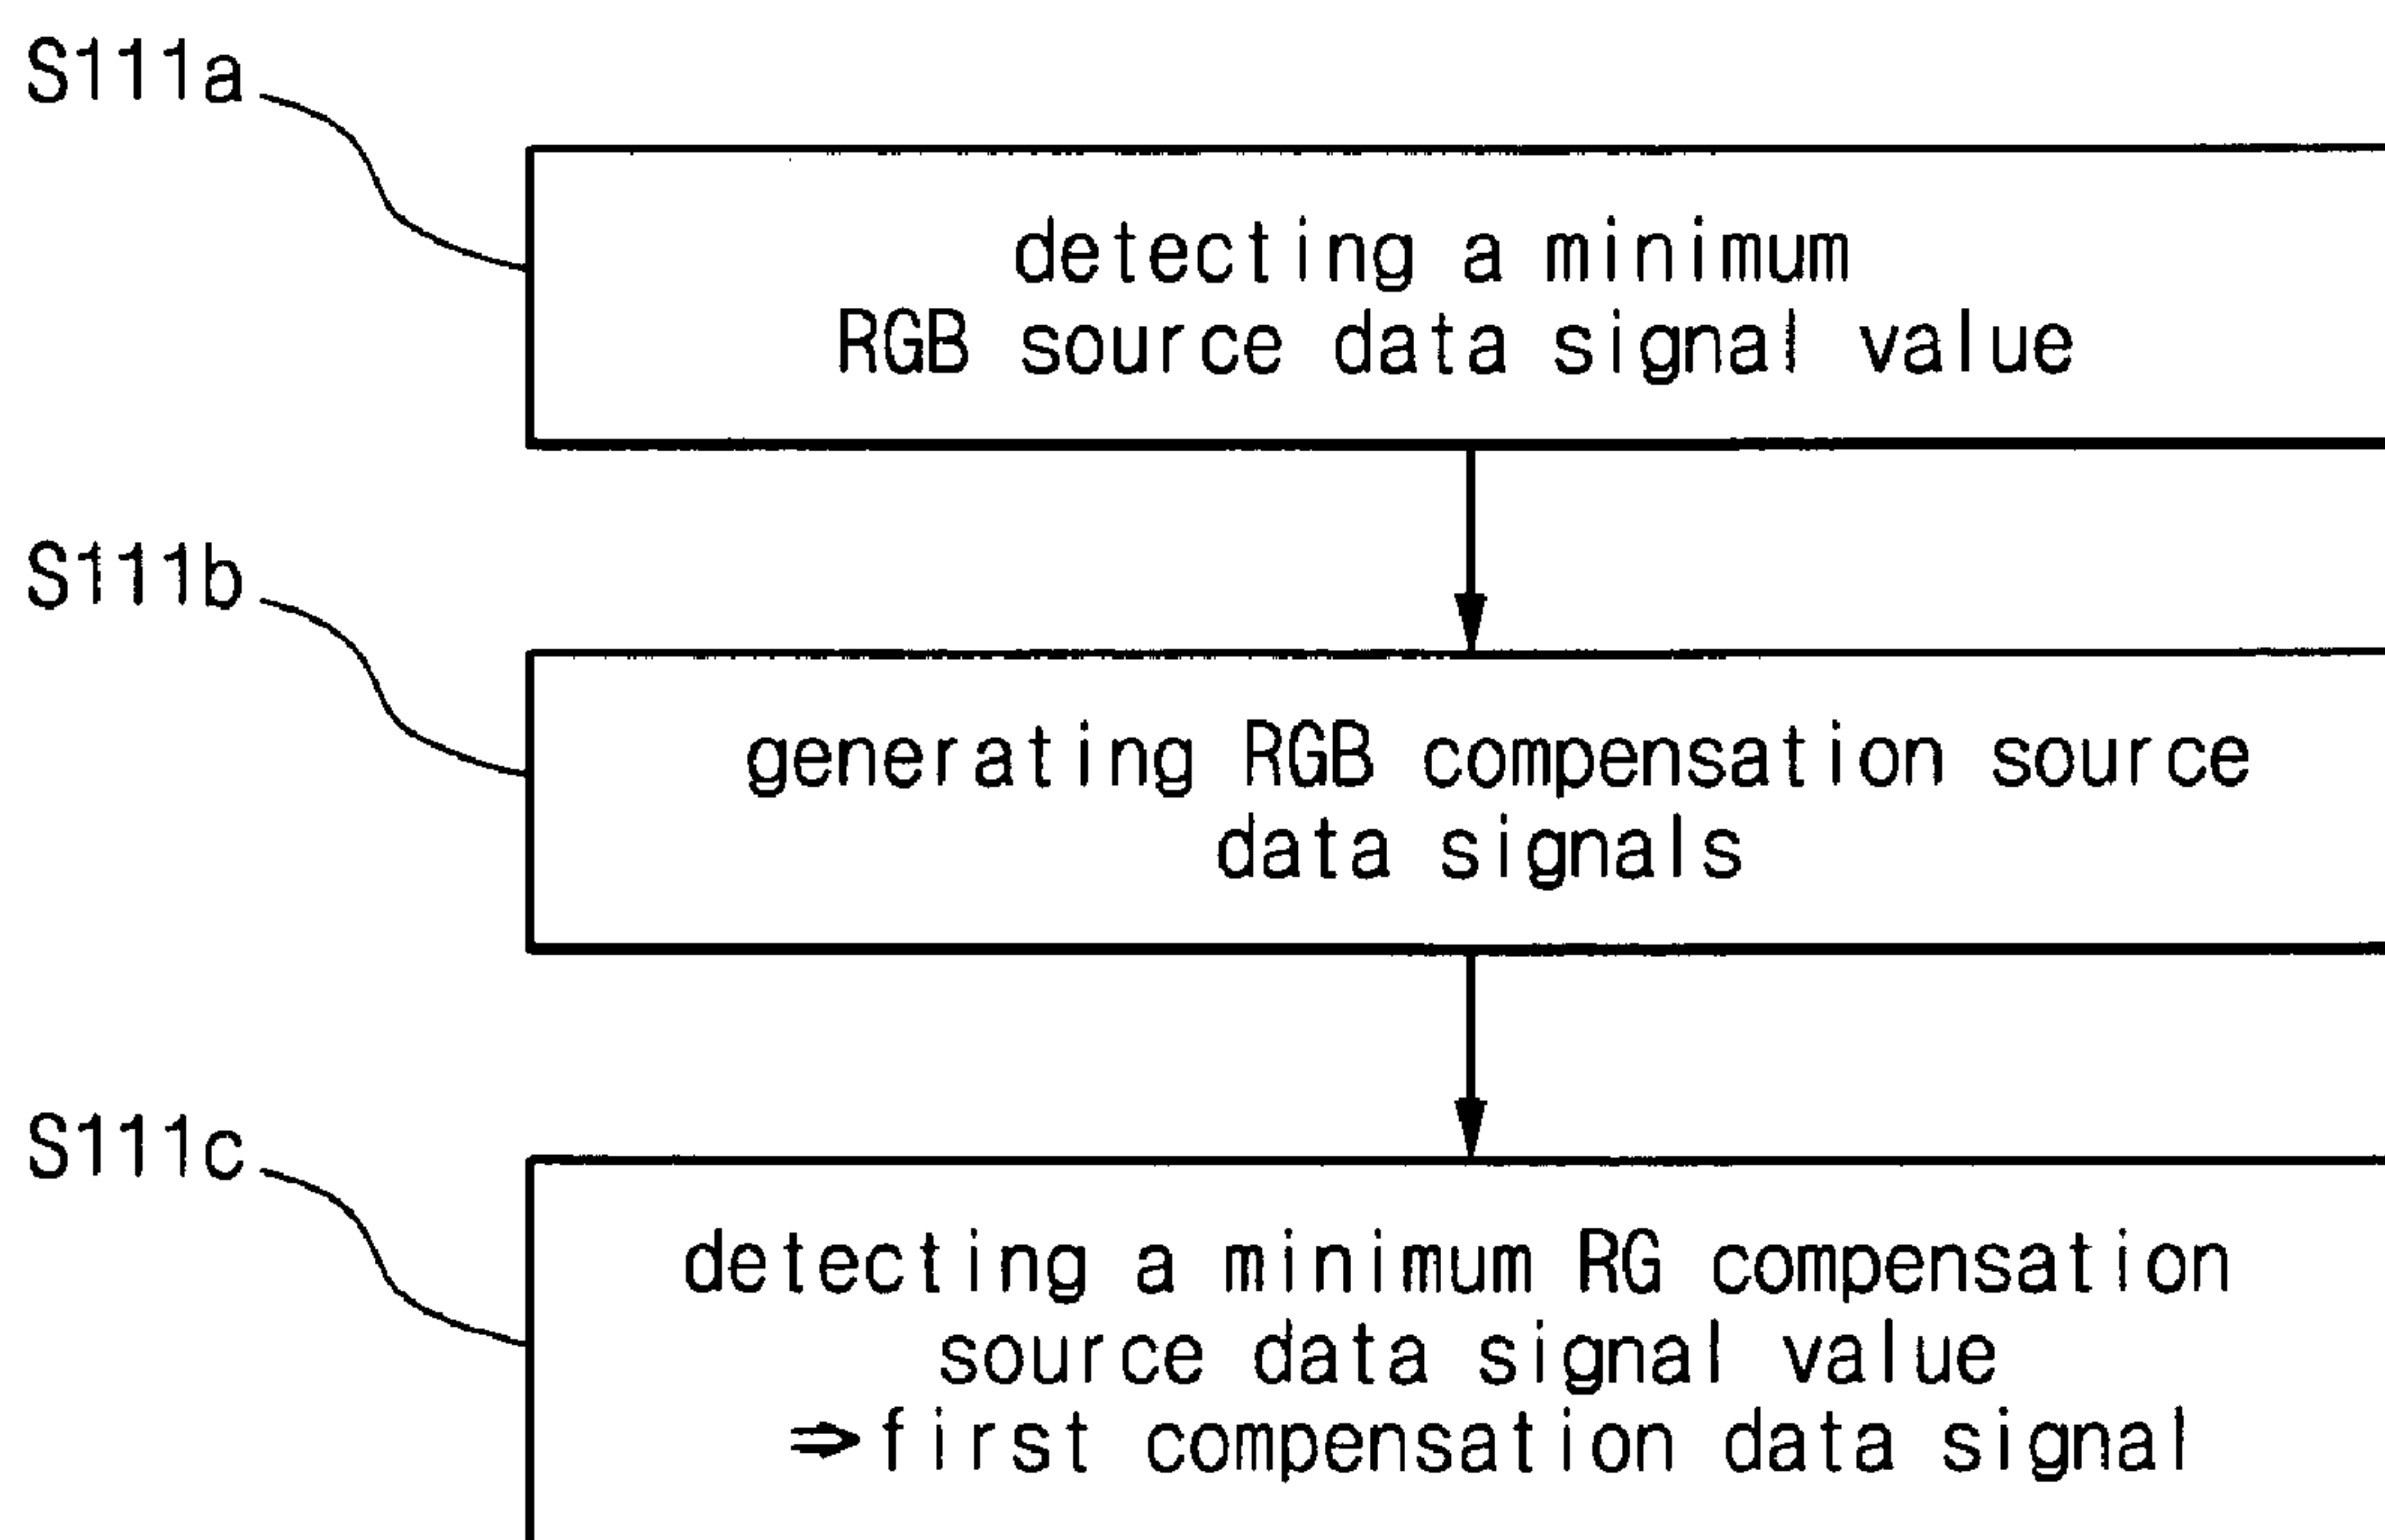 S111a
detecting a minimum
RGB source data signal value
S111b
generating RGB compensation source
data signals
S111c
detecting a minimum RG compensation
source data signal value
⇒first compensation data signal